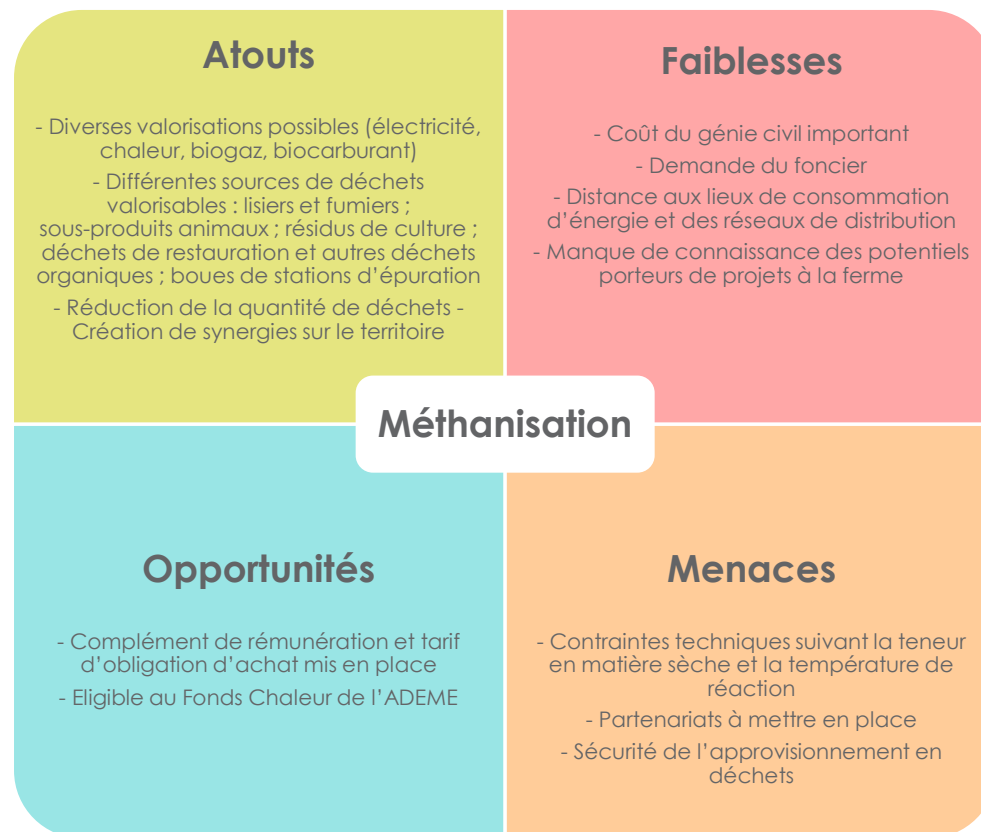 Atouts
- Diverses valorisations possibles (électricité,
chaleur, biogaz, biocarburant)
- Différentes sources de déchets
valorisables : lisiers et fumiers ;
sous-produits animaux ; résidus de culture ;
déchets de restauration et autres déchets
organiques ; boues de stations d’épuration
- Réduction de la quantité de déchets -
Création de synergies sur le territoire
Faiblesses
- Coût du génie civil important
- Demande du foncier
- Distance aux lieux de consommation
d’énergie et des réseaux de distribution
- Manque de connaissance des potentiels
porteurs de projets à la ferme
Méthanisation
Opportunités
- Complément de rémunération et tarif
d’obligation d’achat mis en place
- Eligible au Fonds Chaleur de l’ADEME
Menaces
- Contraintes techniques suivant la teneur
en matière sèche et la température de
réaction
- Partenariats à mettre en place
- Sécurité de l’approvisionnement en
déchets